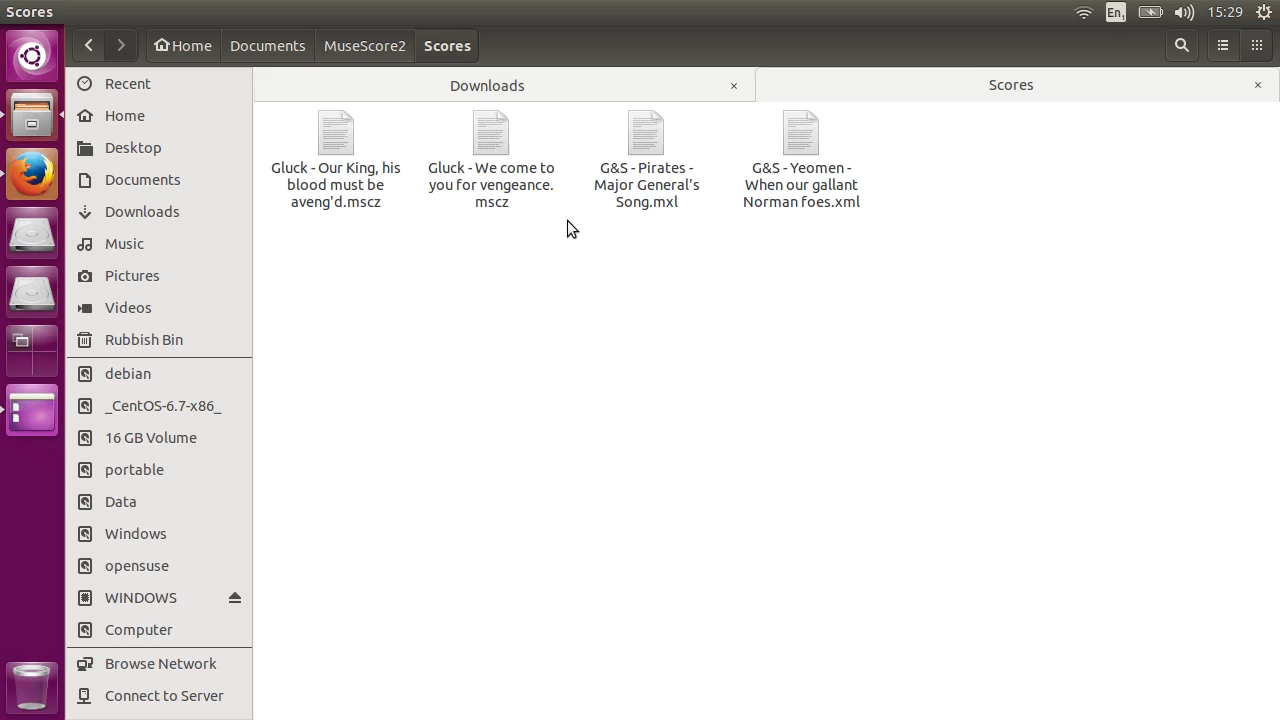 Scores
En1
15:29
Home
Documents
MuseScore2
Scores
Recent
Home
Desktop
Documents
Downloads
Music
Pictures
Videos
Rubbish Bin
debian
_CentOS-6.7-x86_
16 GB Volume
portable
Data
Windows
opensuse
WINDOWS
Computer
Browse Network
Connect to Server
Downloads ×
Scores ×
Gluck - Our King, his
blood must be
aveng'd.mscz
Gluck - We come to
you for vengeance.
mscz
G&S - Pirates -
Major General's
Song.mxl
G&S - Yeomen -
When our gallant
Norman foes.xml